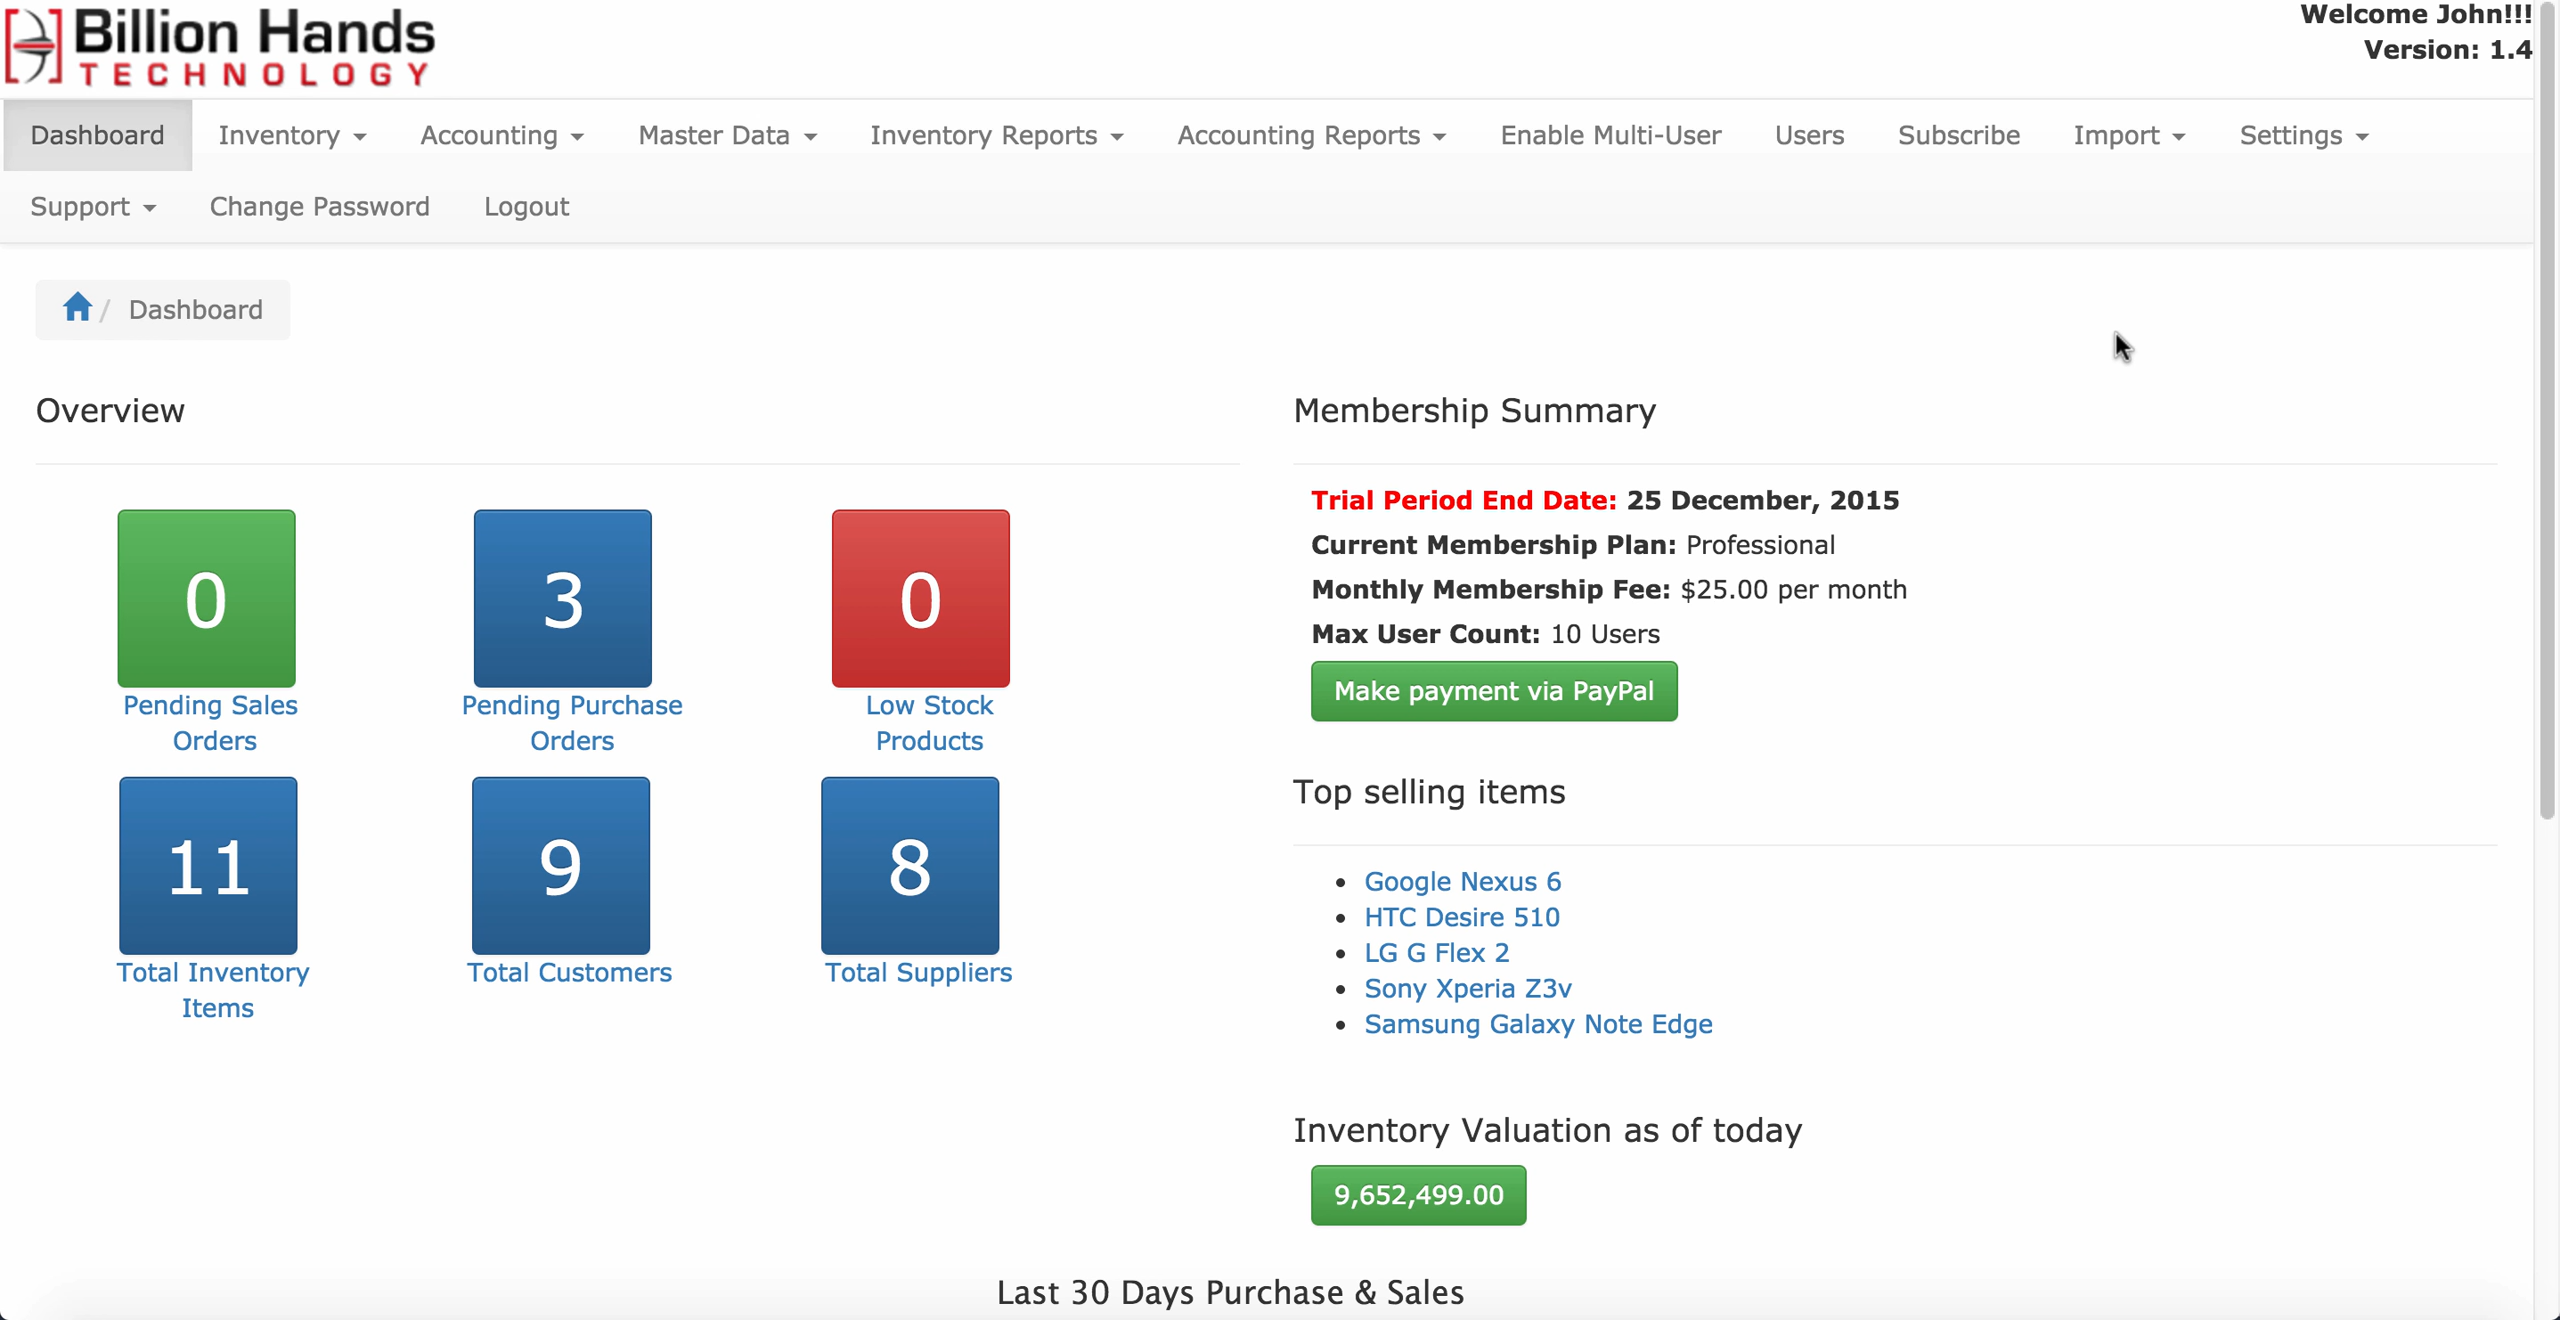 Billion Hands
TECHNOLOGY
Welcome John!!!
Version: 1.4
Dashboard Inventory Accounting Master Data Inventory Reports Accounting Reports Enable Multi-User Users Subscribe Import Settings
Support Change Password Logout
/ Dashboard
Overview
0
Pending Sales
Orders
3
Pending Purchase
Orders
0
Low Stock
Products
11
Total Inventory
Items
9
Total Customers
8
Total Suppliers
Membership Summary
Trial Period End Date: 25 December, 2015
Current Membership Plan: Professional
Monthly Membership Fee: $25.00 per month
Max User Count: 10 Users
Make payment via PayPal
Top selling items
Google Nexus 6
HTC Desire 510
LG G Flex 2
Sony Xperia Z3v
Samsung Galaxy Note Edge
Inventory Valuation as of today
9,652,499.00
Last 30 Days Purchase & Sales